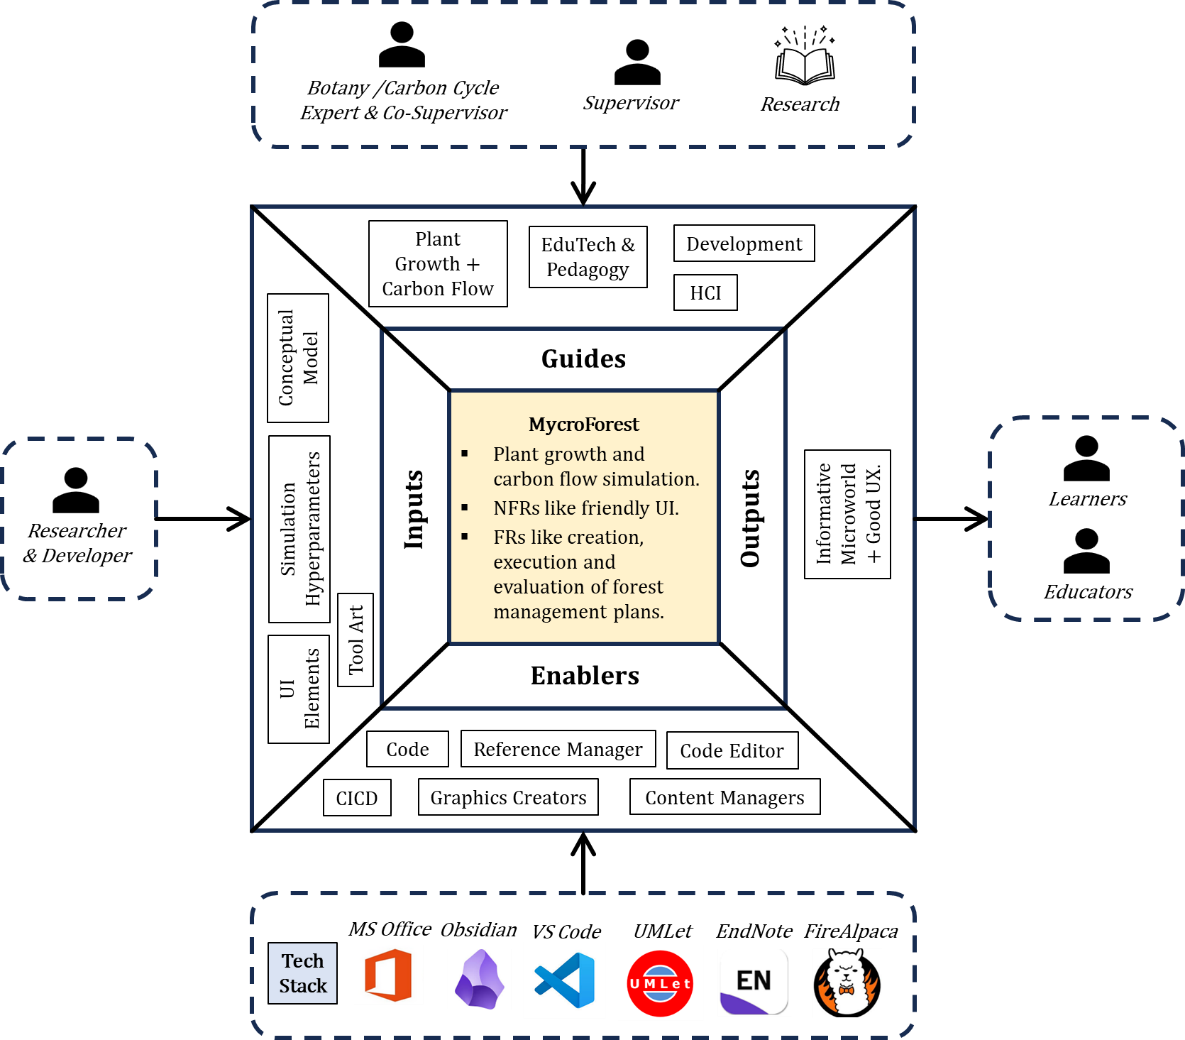 Botany /Carbon Cycle
Expert & Co-Supervisor
Supervisor
Research
Plant
Growth +
Carbon Flow
EduTech &
Pedagogy
Development
HCI
Guides
Conceptual
Model
Simulation
Hyperparameters
Tool Art
UI
Elements
Inputs
Researcher
& Developer
MycroForest
▪ Plant growth and
carbon flow simulation.
▪ NFRs like friendly UI.
▪ FRs like creation,
execution and
evaluation of forest
management plans.
Outputs
Informative
Microworld
+ Good UX.
Learners
Educators
Enablers
Code
Reference Manager
Code Editor
CICD
Graphics Creators
Content Managers
Tech
Stack
MS Office
Obsidian
VS Code
UMLet
EndNote
FireAlpaca
UMLet
EN